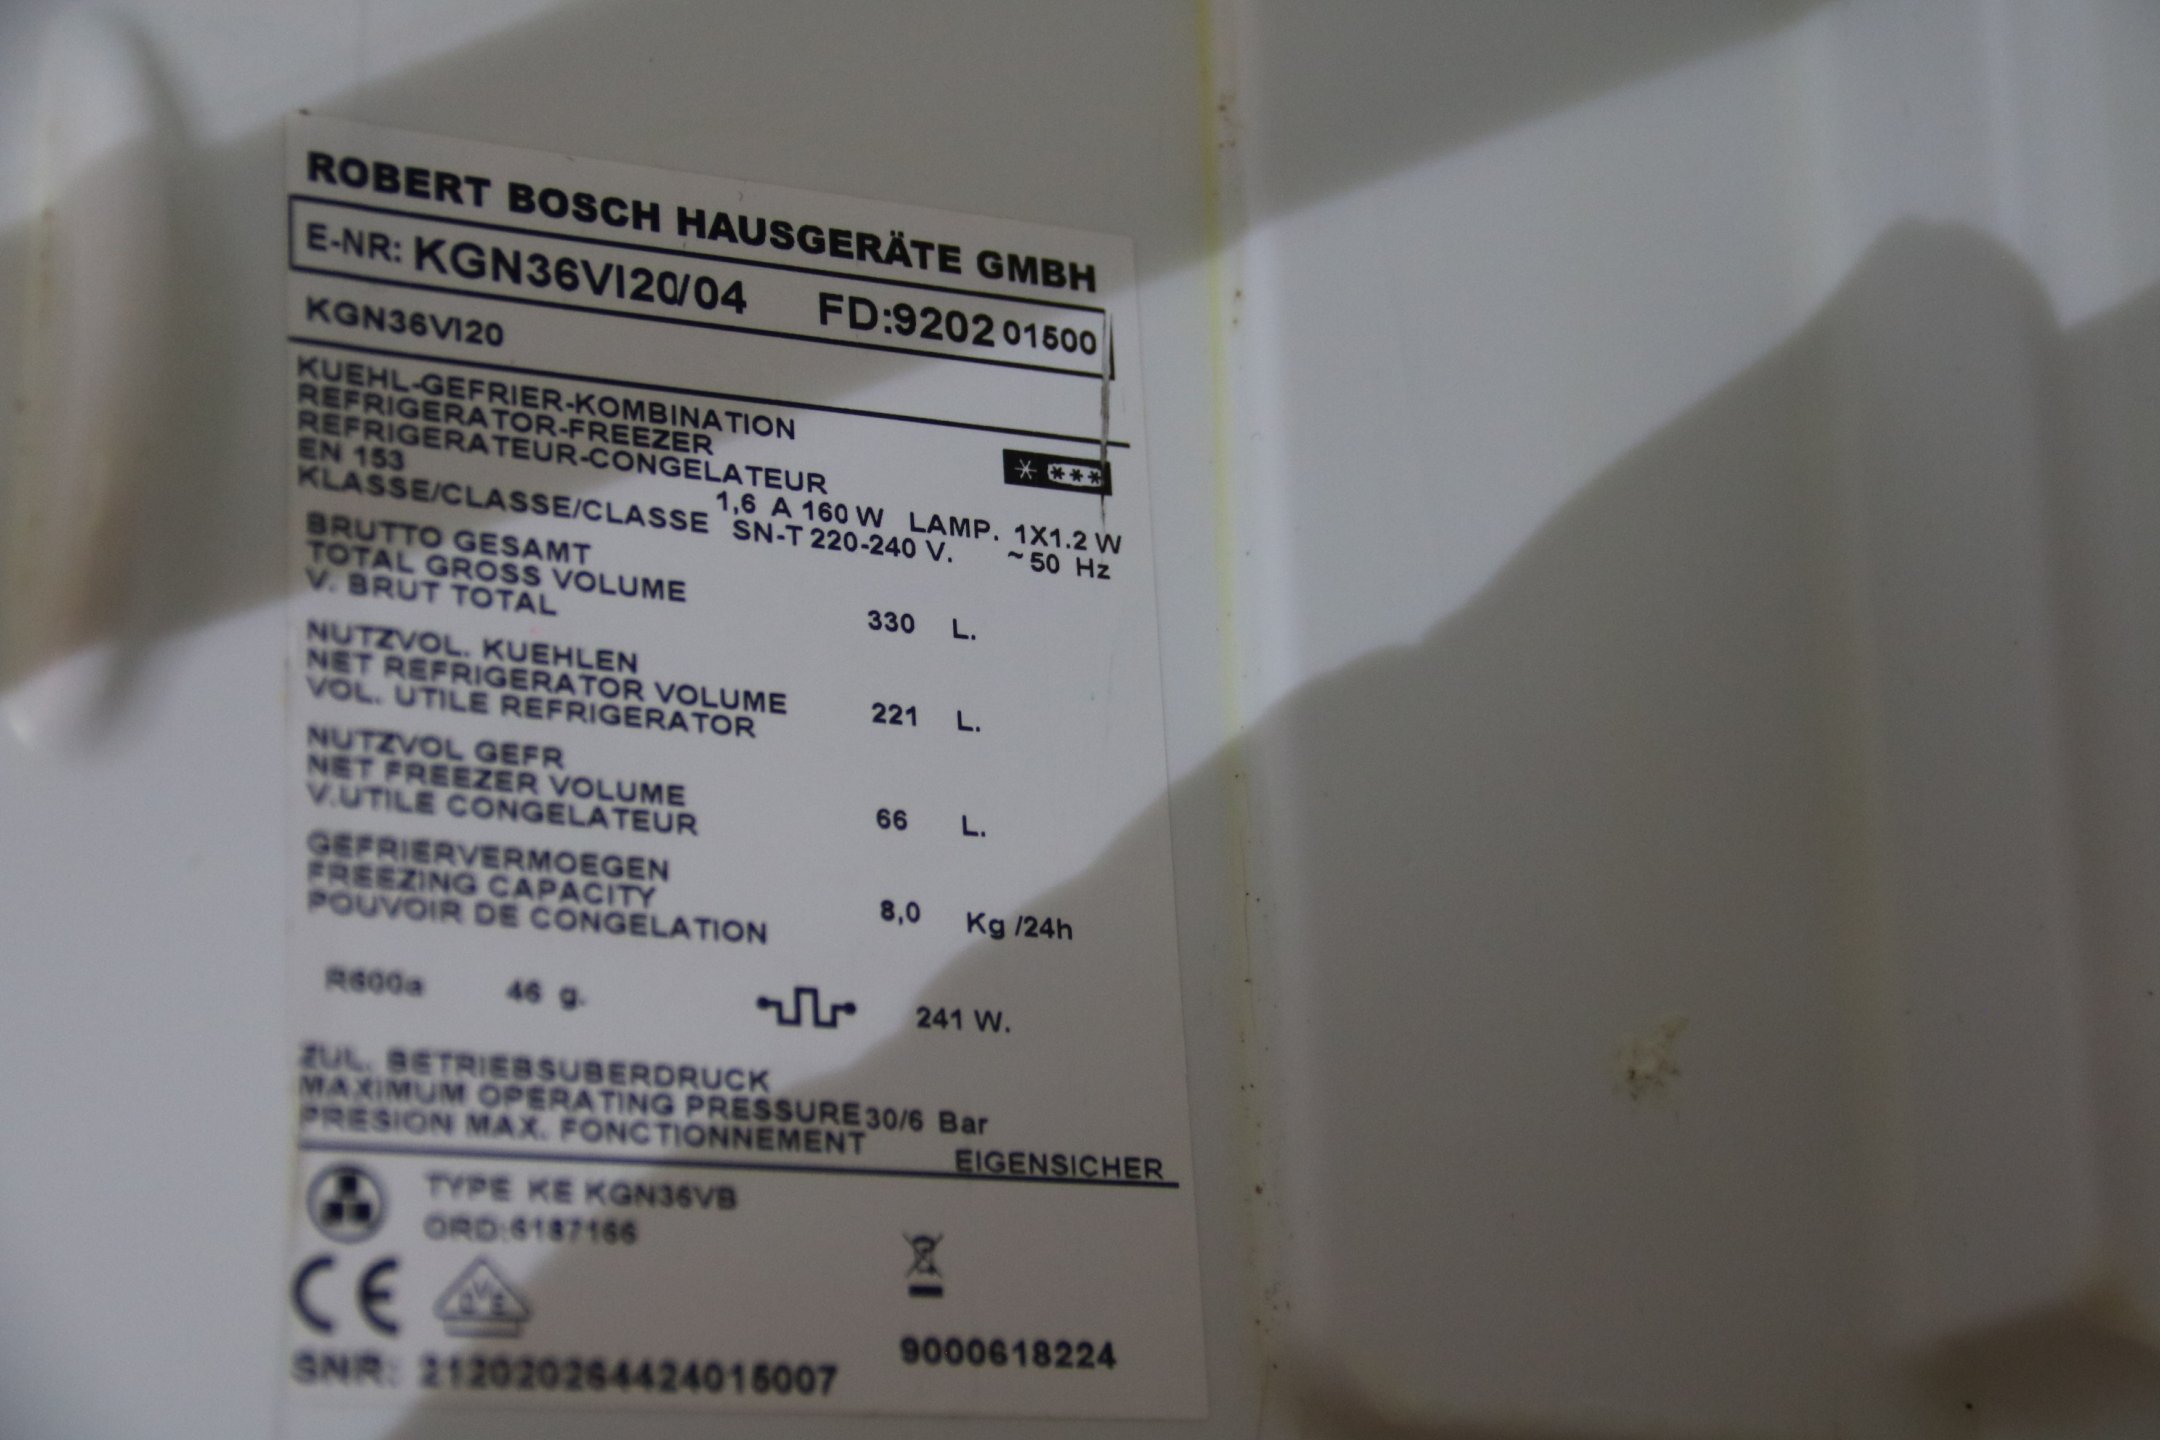 ROBERT BOSCH HAUSGERÄTE GMBH
E-NR: KGN36VI20/04 FD:9202 01500
KGN36VI20
KUEHL-GEFRIER-KOMBINATION
REFRIGERATOR-FREEZER
REFRIGERATEUR-CONGELATEUR
EN 153 1,6 A 160 W LAMP. 1X1.2 W
KLASSE/CLASSE/CLASSE SN-T 220-240 V. ~50 Hz
BRUTTO GESAMT
TOTAL GROSS VOLUME 330 L.
V. BRUT TOTAL
NUTZVOL. KUEHLEN
NET REFRIGERATOR VOLUME 221 L.
VOL. UTILE REFRIGERATOR
NUTZVOL GEFR
NET FREEZER VOLUME 66 L.
V.UTILE CONGELATEUR
GEFRIERVERMOEGEN
FREEZING CAPACITY 8,0 Kg /24h
POUVOIR DE CONGELATION
R600a 46 g. 241 W.
ZUL. BETRIEBSUBERDRUCK
MAXIMUM OPERATING PRESSURE 30/6 Bar
PRESION MAX. FONCTIONNEMENT
EIGENSICHER
TYPE KE KGN36VB
ORD:6187166
CE DVE
9000618224
SNR: 212020264424015007